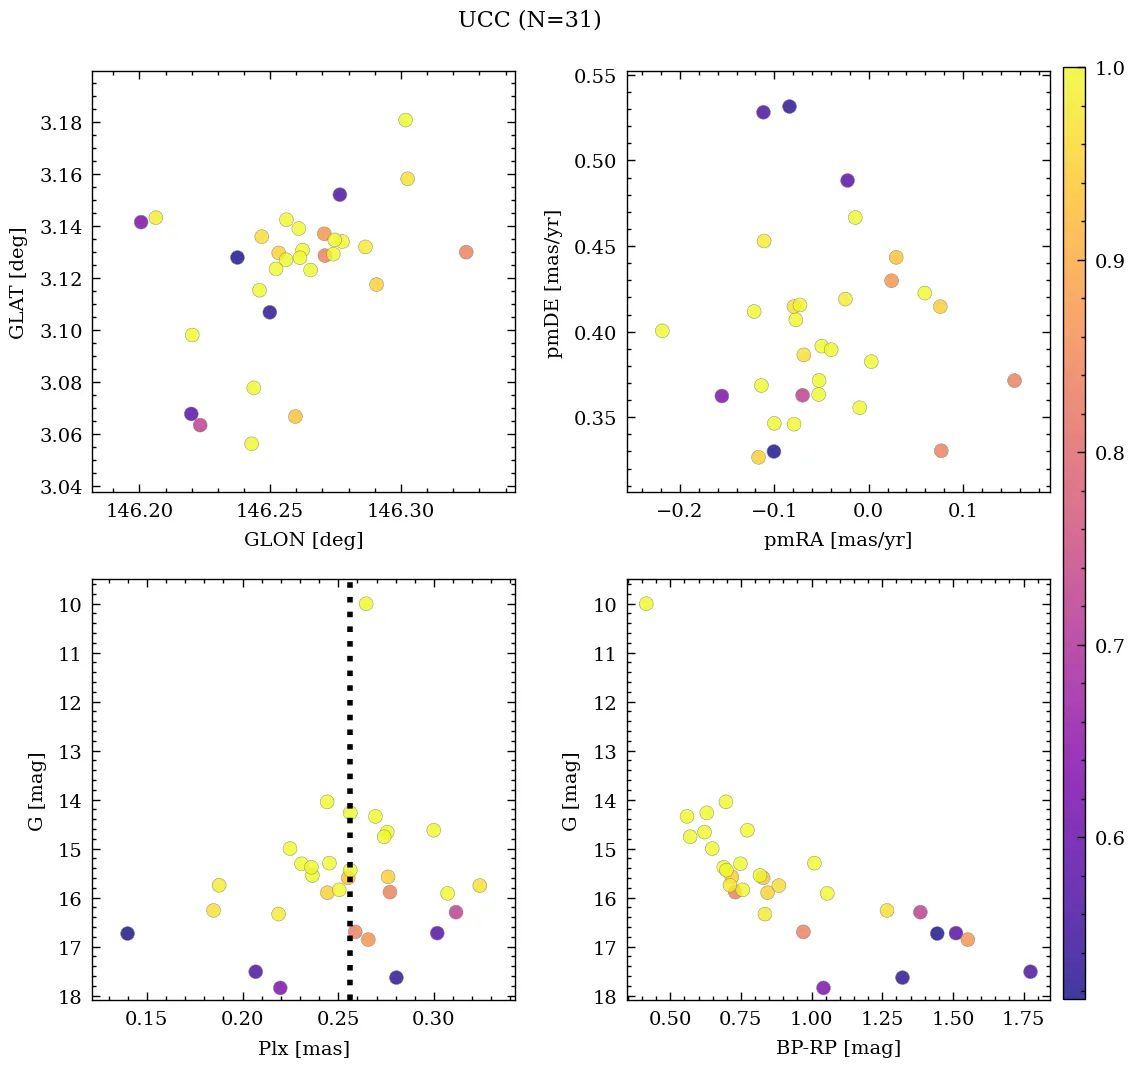 UCC (N=31)
3.18
3.16
3.14
3.12
3.10
3.08
3.06
3.04
GLAT [deg]
146.20 146.25 146.30
GLON [deg]
0.55
0.50
0.45
0.40
0.35
pmDE [mas/yr]
−0.2 −0.1 0.0 0.1
pmRA [mas/yr]
1.0
0.9
0.8
0.7
0.6
10
11
12
13
14
15
16
17
18
G [mag]
0.15 0.20 0.25 0.30
Plx [mas]
10
11
12
13
14
15
16
17
18
G [mag]
0.50 0.75 1.00 1.25 1.50 1.75
BP-RP [mag]